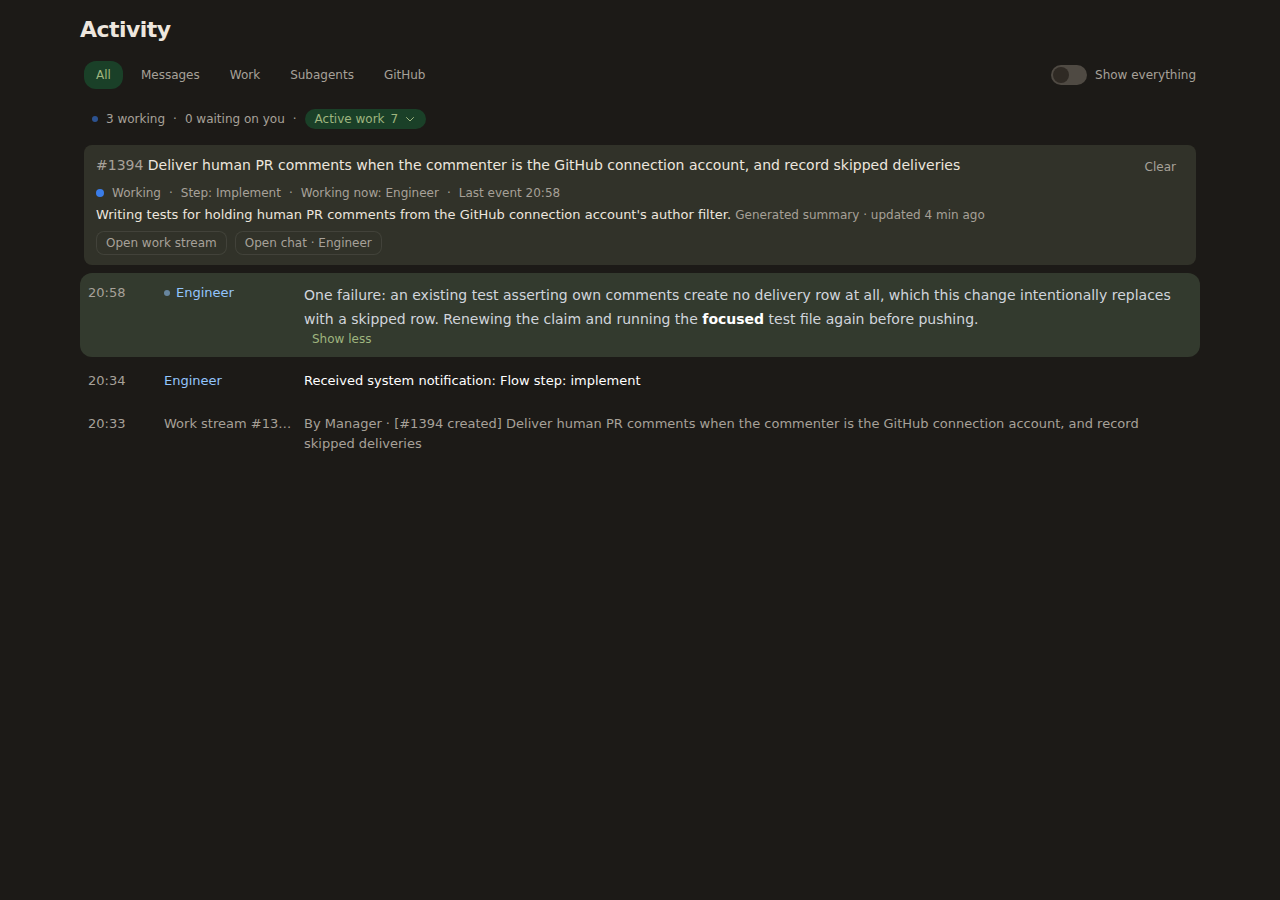 Activity
All Messages Work Subagents GitHub Show everything
3 working · 0 waiting on you · Active work 7
#1394 Deliver human PR comments when the commenter is the GitHub connection account, and record skipped deliveries Clear
Working · Step: Implement · Working now: Engineer · Last event 20:58
Writing tests for holding human PR comments from the GitHub connection account's author filter. Generated summary · updated 4 min ago
Open work stream Open chat · Engineer
20:58 Engineer One failure: an existing test asserting own comments create no delivery row at all, which this change intentionally replaces
with a skipped row. Renewing the claim and running the focused test file again before pushing.
Show less
20:34 Engineer Received system notification: Flow step: implement
20:33 Work stream #13… By Manager · [#1394 created] Deliver human PR comments when the commenter is the GitHub connection account, and record
skipped deliveries